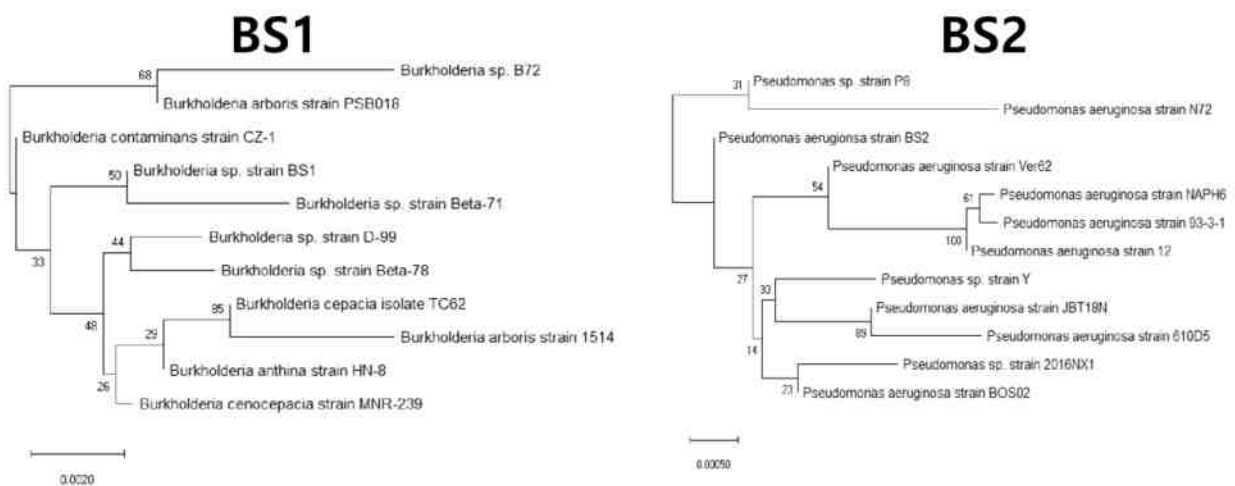 BS1
68
Burkholderia sp. B72
Burkholderia arboris strain PSB018
Burkholderia contaminans strain CZ-1
50
Burkholderia sp. strain BS1
Burkholderia sp. strain Beta-71
33
44
Burkholderia sp. strain D-99
Burkholderia sp. strain Beta-78
48
85
Burkholderia cepacia isolate TC62
29
Burkholderia arboris strain 1514
Burkholderia anthina strain HN-8
26
Burkholderia cenocepacia strain MNR-239
0.0020
BS2
31
Pseudomonas sp. strain P8
Pseudomonas aeruginosa strain N72
Pseudomonas aerugionsa strain BS2
54
Pseudomonas aeruginosa strain Ver62
61
Pseudomonas aeruginosa strain NAPH6
Pseudomonas aeruginosa strain 93-3-1
100
Pseudomonas aeruginosa strain 12
27
Pseudomonas sp. strain Y
30
Pseudomonas aeruginosa strain JBT18N
89
Pseudomonas aeruginosa strain 610D5
14
Pseudomonas sp. strain 2016NX1
23
Pseudomonas aeruginosa strain BOS02
0.00050